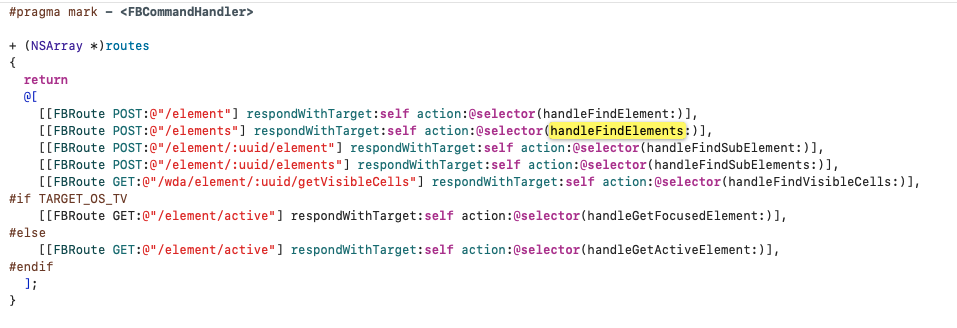 #pragma mark - <FBCommandHandler>
+ (NSArray *)routes
{
return
@[
[[FBRoute POST:@"/element"] respondWithTarget:self action:@selector(handleFindElement:)],
[[FBRoute POST:@"/elements"] respondWithTarget:self action:@selector(handleFindElements:)],
[[FBRoute POST:@"/element/:uuid/element"] respondWithTarget:self action:@selector(handleFindSubElement:)],
[[FBRoute POST:@"/element/:uuid/elements"] respondWithTarget:self action:@selector(handleFindSubElements:)],
[[FBRoute GET:@"/wda/element/:uuid/getVisibleCells"] respondWithTarget:self action:@selector(handleFindVisibleCells:)],
#if TARGET_OS_TV
[[FBRoute GET:@"/element/active"] respondWithTarget:self action:@selector(handleGetFocusedElement:)],
#else
[[FBRoute GET:@"/element/active"] respondWithTarget:self action:@selector(handleGetActiveElement:)],
#endif
];
}